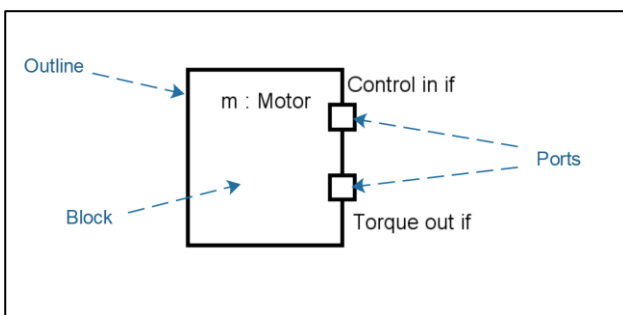 Outline
m : Motor
Control in if
Ports
Block
Torque out if